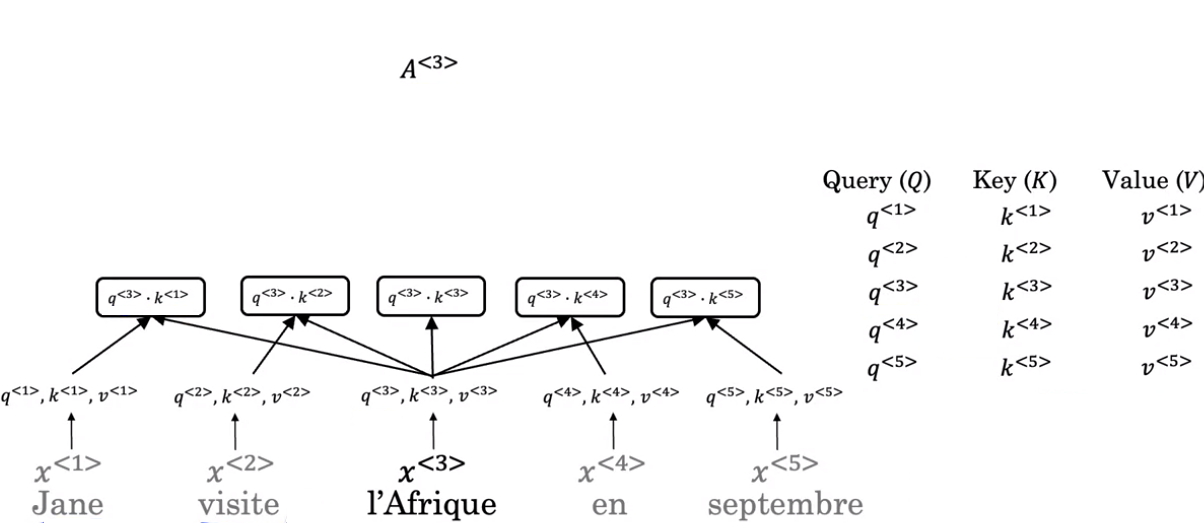 A<3>
Query (Q) Key (K) Value (V)
q<1> k<1> v<1>
q<2> k<2> v<2>
q<3> k<3> v<3>
q<4> k<4> v<4>
q<5> k<5> v<5>
q<3> · k<1> q<3> · k<2> q<3> · k<3> q<3> · k<4> q<3> · k<5>
q<1>, k<1>, v<1> q<2>, k<2>, v<2> q<3>, k<3>, v<3> q<4>, k<4>, v<4> q<5>, k<5>, v<5>
x<1> x<2> x<3> x<4> x<5>
Jane visite l'Afrique en septembre